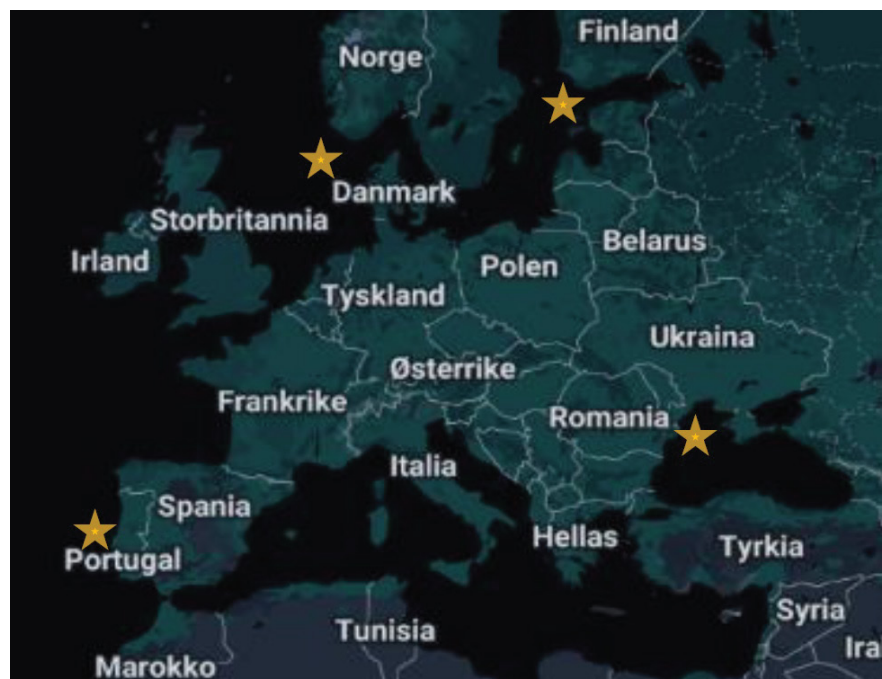 Finland
Norge
Danmark
Storbritannia
Belarus
Irland
Polen
Tyskland
Ukraina
Østerrike
Frankrike
Romania
Italia
Spania
Hellas
Tyrkia
Portugal
Syria
Tunisia
Ira
Marokko